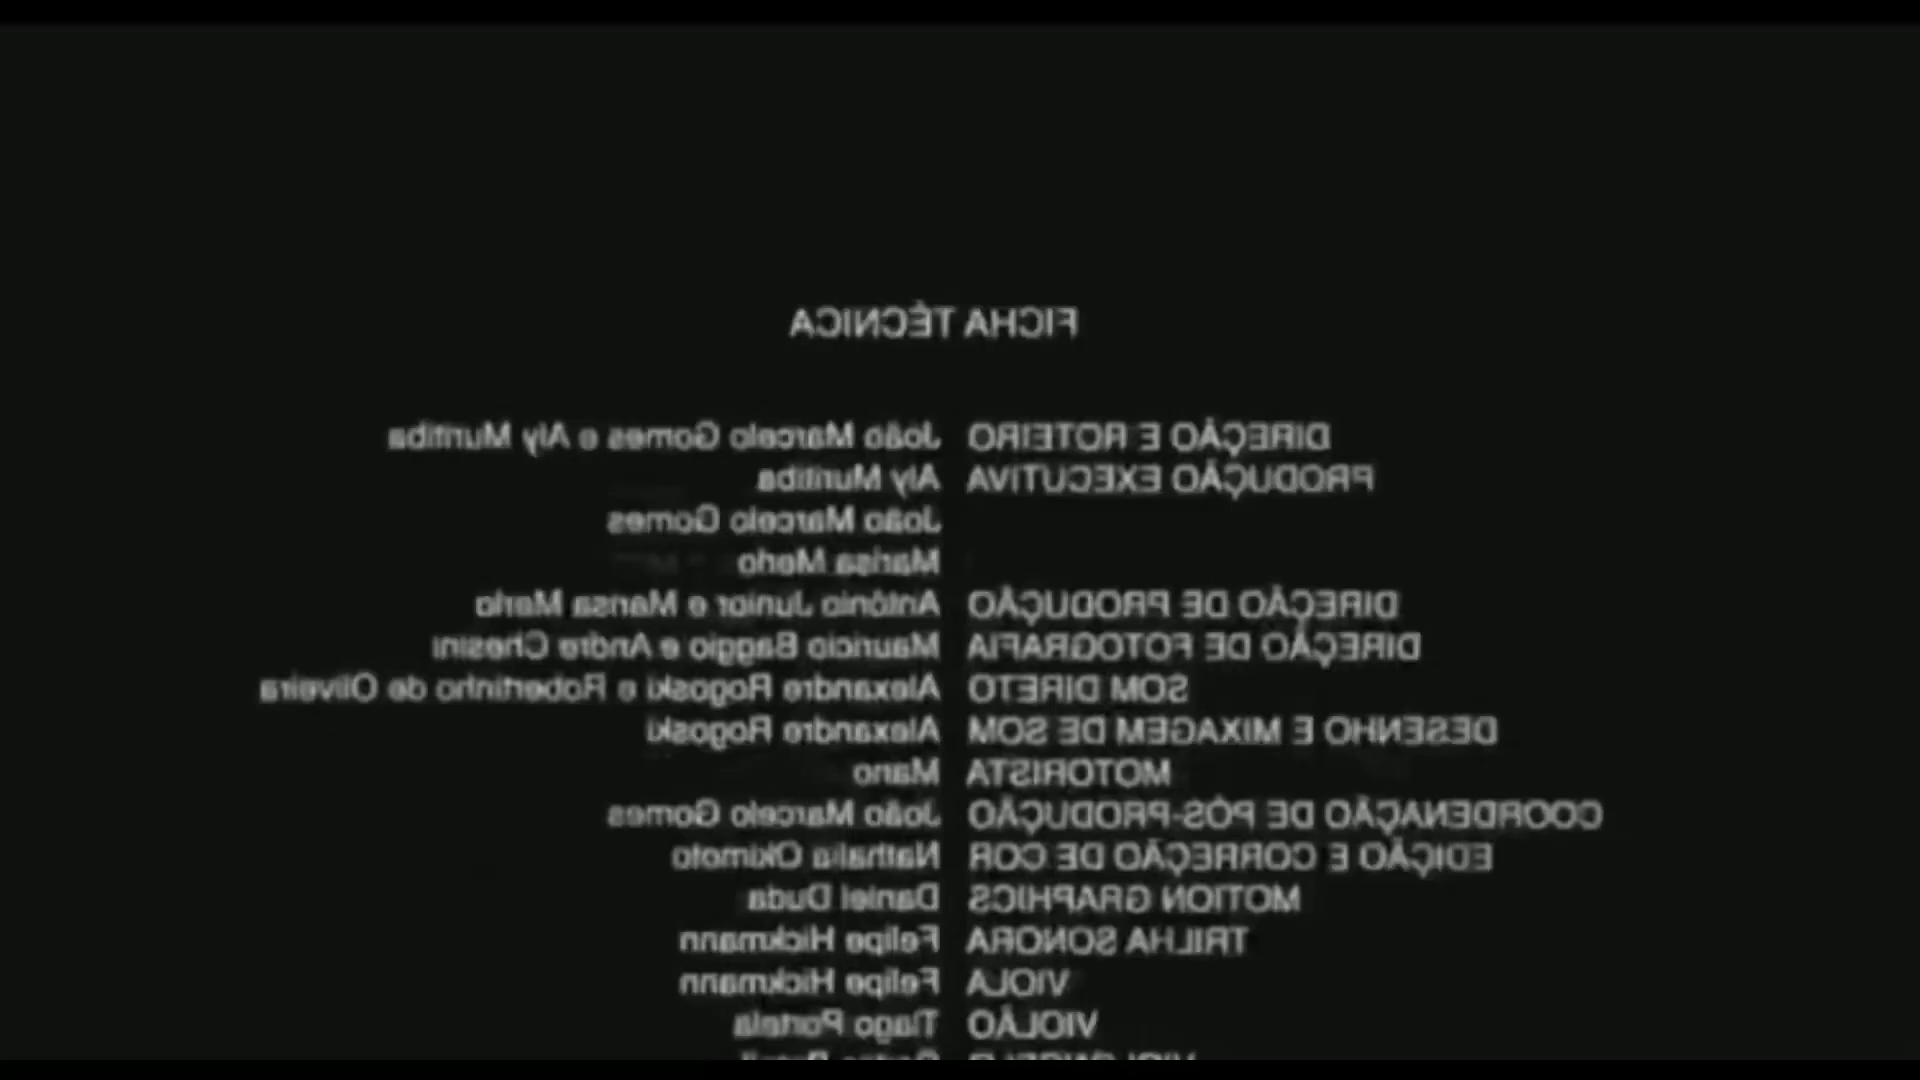 FICHA TÉCNICA
DIREÇÃO E ROTEIRO João Marcelo Gomes e Aly Muritiba
PRODUÇÃO EXECUTIVA Aly Muritiba
João Marcelo Gomes
Marisa Merlo
DIREÇÃO DE PRODUÇÃO Antônio Junior e Marisa Merlo
DIREÇÃO DE FOTOGRAFIA Mauricio Baggio e Andre Chesini
SOM DIRETO Alexandre Rogoski e Robertinho de Oliveira
DESENHO E MIXAGEM DE SOM Alexandre Rogoski
MOTORISTA Mano
COORDENAÇÃO DE PÓS-PRODUÇÃO João Marcelo Gomes
EDIÇÃO E CORREÇÃO DE COR Nathalia Okimoto
MOTION GRAPHICS Daniel Duda
TRILHA SONORA Felipe Hickmann
VIOLA Felipe Hickmann
VIOLÃO Tiago Portela